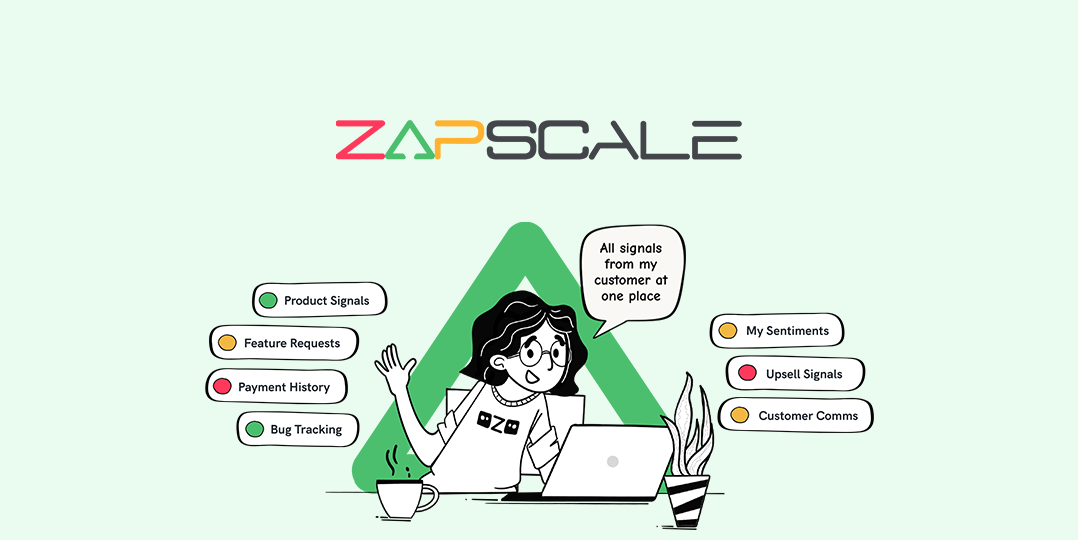 ZAPSCALE
All signals
from my
customer at
one place
Product Signals
Feature Requests
Payment History
Bug Tracking
My Sentiments
Upsell Signals
Customer Comms
Z